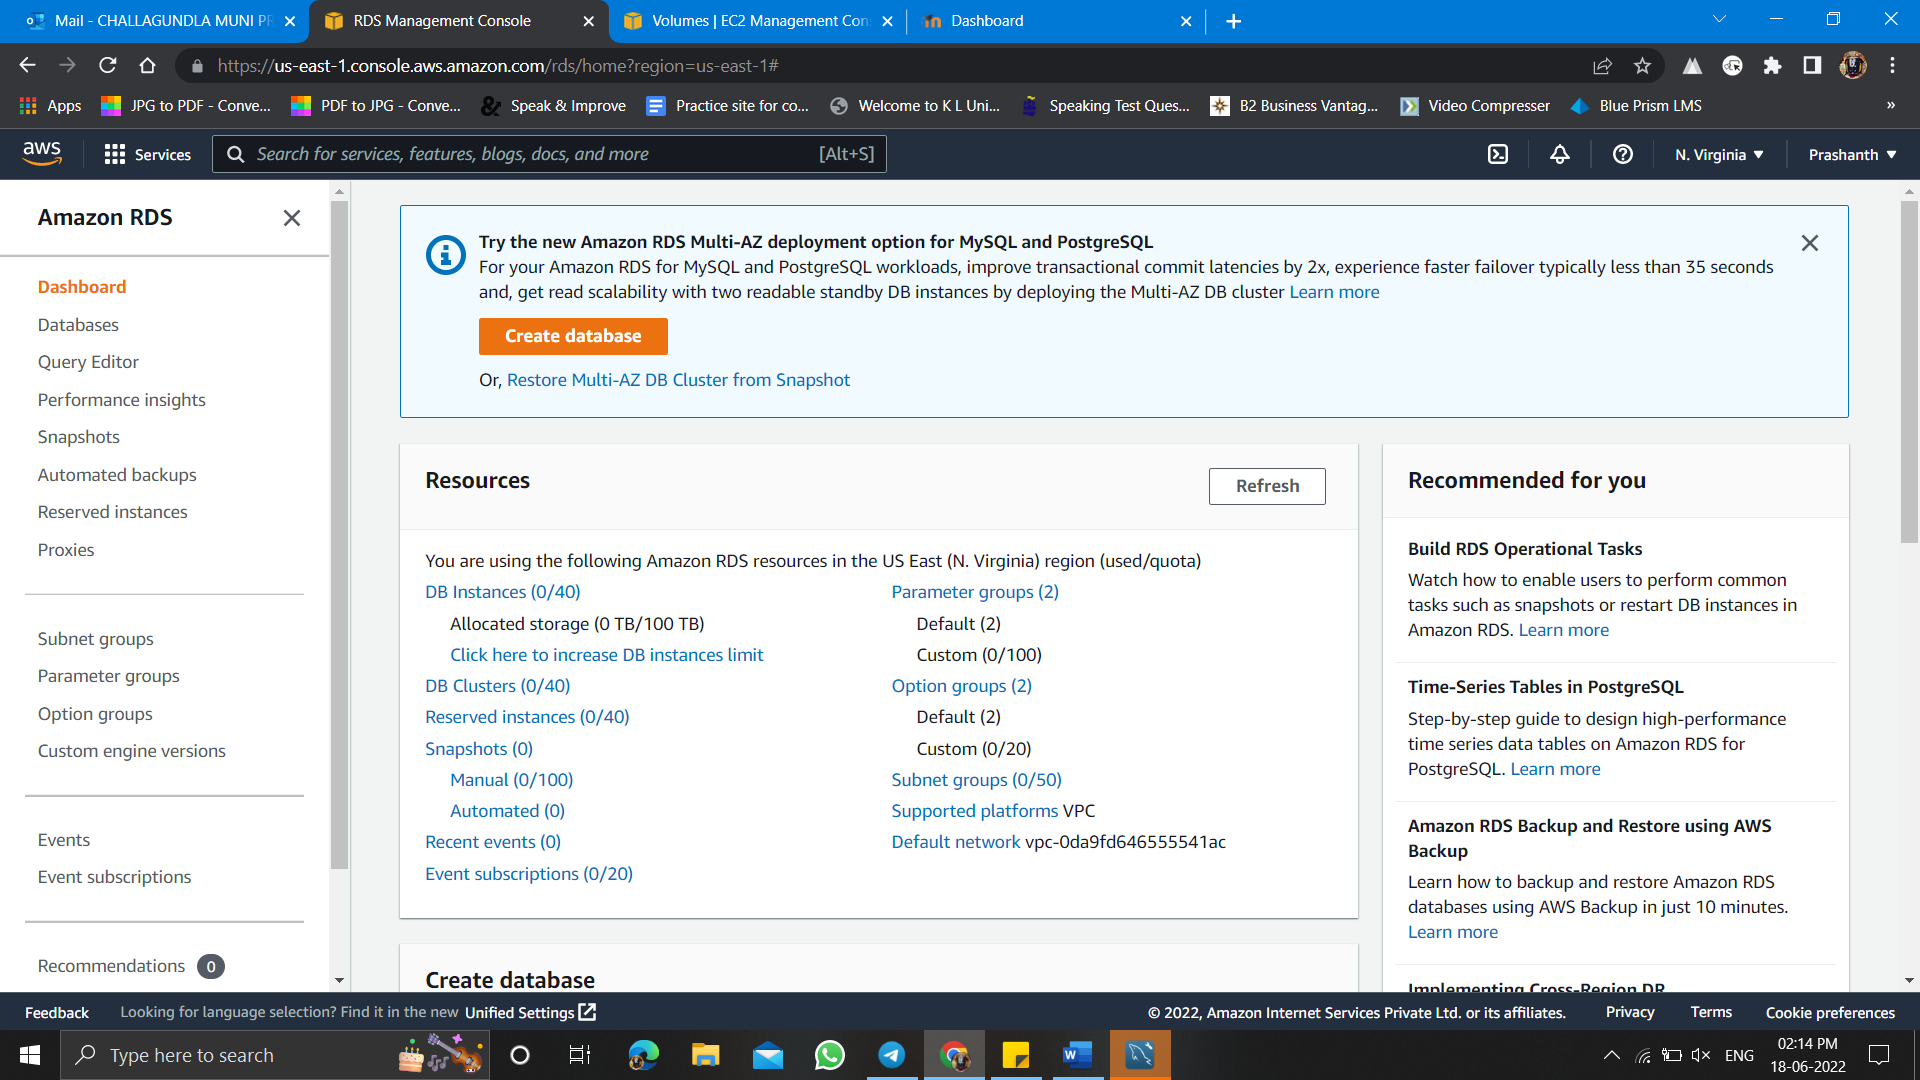 Mail - CHALLAGUNDLA MUNI PR
RDS Management Console
Volumes | EC2 Management Con
Dashboard
https://us-east-1.console.aws.amazon.com/rds/home?region=us-east-1#
Apps
JPG to PDF - Conve...
PDF to JPG - Conve...
Speak & Improve
Practice site for co...
Welcome to K L Uni...
Speaking Test Ques...
B2 Business Vantag...
Video Compresser
Blue Prism LMS
»
aws
Services
Search for services, features, blogs, docs, and more
[Alt+S]
N. Virginia
Prashanth
Amazon RDS
Dashboard
Databases
Query Editor
Performance insights
Snapshots
Automated backups
Reserved instances
Proxies
Subnet groups
Parameter groups
Option groups
Custom engine versions
Events
Event subscriptions
Recommendations 0
Try the new Amazon RDS Multi-AZ deployment option for MySQL and PostgreSQL
For your Amazon RDS for MySQL and PostgreSQL workloads, improve transactional commit latencies by 2x, experience faster failover typically less than 35 seconds
and, get read scalability with two readable standby DB instances by deploying the Multi-AZ DB cluster Learn more
Create database
Or, Restore Multi-AZ DB Cluster from Snapshot
Resources
Refresh
You are using the following Amazon RDS resources in the US East (N. Virginia) region (used/quota)
DB Instances (0/40)
Allocated storage (0 TB/100 TB)
Click here to increase DB instances limit
DB Clusters (0/40)
Reserved instances (0/40)
Snapshots (0)
Manual (0/100)
Automated (0)
Recent events (0)
Event subscriptions (0/20)
Parameter groups (2)
Default (2)
Custom (0/100)
Option groups (2)
Default (2)
Custom (0/20)
Subnet groups (0/50)
Supported platforms VPC
Default network vpc-0da9fd646555541ac
Create database
Recommended for you
Build RDS Operational Tasks
Watch how to enable users to perform common
tasks such as snapshots or restart DB instances in
Amazon RDS. Learn more
Time-Series Tables in PostgreSQL
Step-by-step guide to design high-performance
time series data tables on Amazon RDS for
PostgreSQL. Learn more
Amazon RDS Backup and Restore using AWS
Backup
Learn how to backup and restore Amazon RDS
databases using AWS Backup in just 10 minutes.
Learn more
Implementing Cross-Region DR
Feedback
Looking for language selection? Find it in the new Unified Settings
© 2022, Amazon Internet Services Private Ltd. or its affiliates.
Privacy
Terms
Cookie preferences
Type here to search
ENG
02:14 PM
18-06-2022